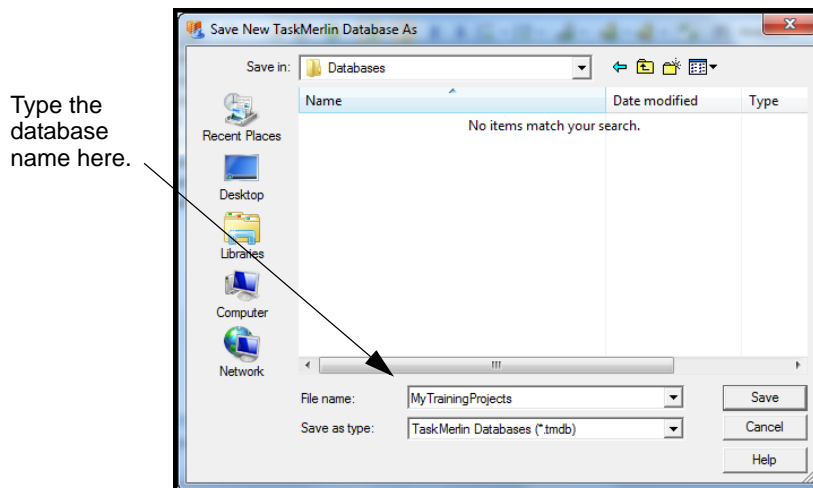 Save New TaskMerlin Database As
Save in:
Databases
Type the
database
name here.
Name
Date modified
Type
No items match your search.
Recent Places
Desktop
Libraries
Computer
Network
File name:
MyTrainingProjects
Save
Save as type:
TaskMerlin Databases (*.tmdb)
Cancel
Help